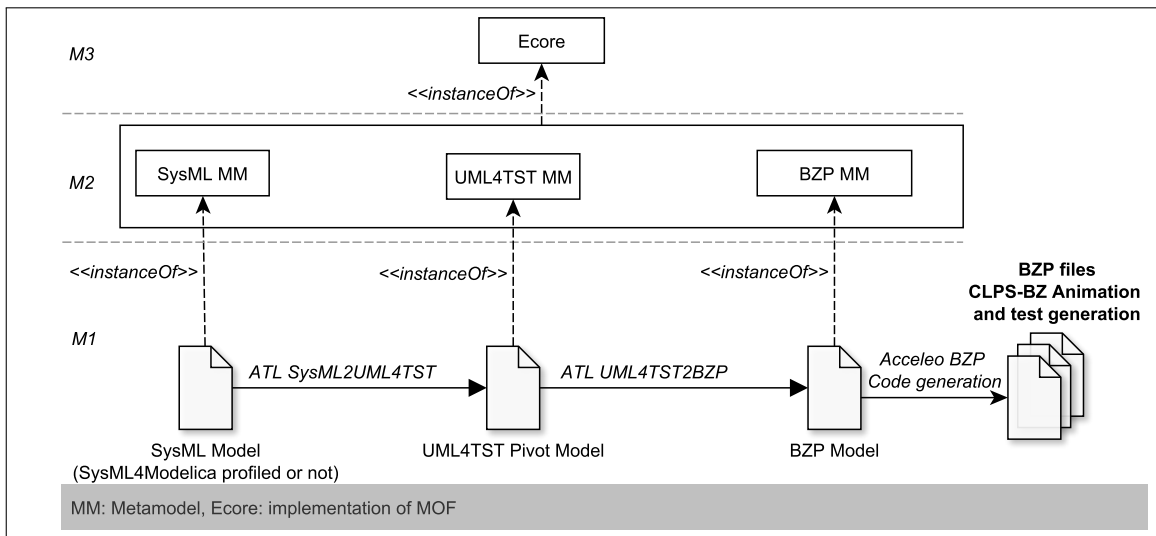 M3
Ecore
<<instanceOf>>
M2
SysML MM
UML4TST MM
BZP MM
<<instanceOf>>
<<instanceOf>>
<<instanceOf>>
BZP files
CLPS-BZ Animation
and test generation
M1
ATL SysML2UML4TST
ATL UML4TST2BZP
Acceleo BZP
Code generation
SysML Model
(SysML4Modelica profiled or not)
UML4TST Pivot Model
BZP Model
MM: Metamodel, Ecore: implementation of MOF